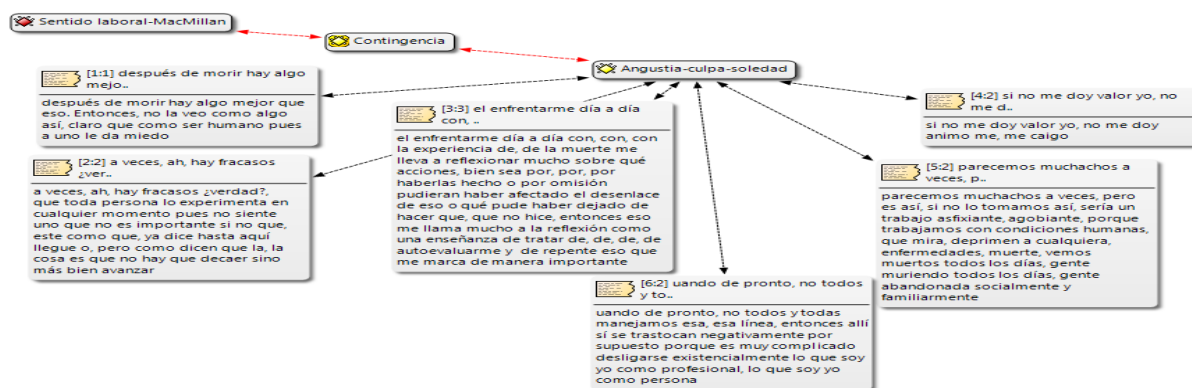 Sentido laboral-MacMillan
Contingencia
Angustia-culpa-soledad
[1:1] después de morir hay algo
mejo..
después de morir hay algo mejor que
eso. Entonces, no la veo como algo
así, claro que como ser humano pues
a uno le da miedo
[2:2] a veces, ah, hay fracasos
¿ver..
a veces, ah, hay fracasos ¿verdad?,
que toda persona lo experimenta en
cualquier momento pues no siente
uno que no es importante si no que,
este como que, ya dice hasta aquí
llegue o, pero como dicen que la, la
cosa es que no hay que decaer sino
más bien avanzar
[3:3] el enfrentarme día a día
con, ..
el enfrentarme día a día con, con, con
la experiencia de, de la muerte me
lleva a reflexionar mucho sobre qué
acciones, bien sea por, por, por
haberlas hecho o por omisión
pudieran haber afectado el desenlace
de eso o qué pude haber dejado de
hacer que, que no hice, entonces eso
me llama mucho a la reflexión como
una enseñanza de tratar de, de, de, de
autoevaluarme y  de repente eso que
me marca de manera importante
[6:2] uando de pronto, no todos
y to..
uando de pronto, no todos y todas
manejamos esa, esa línea, entonces allí
sí se trastocan negativamente por
supuesto porque es muy complicado
desligarse existencialmente lo que soy
yo como profesional, lo que soy yo
como persona
[4:2] si no me doy valor yo, no
me d..
si no me doy valor yo, no me doy
animo me, me caigo
[5:2] parecemos muchachos a
veces, p..
parecemos muchachos a veces, pero
es así, si no lo tomamos así, sería un
trabajo asfixiante, agobiante, porque
trabajamos con condiciones humanas,
que mira, deprimen a cualquiera,
enfermedades, muerte, vemos
muertos todos los días, gente
muriendo todos los días, gente
abandonada socialmente y
familiarmente